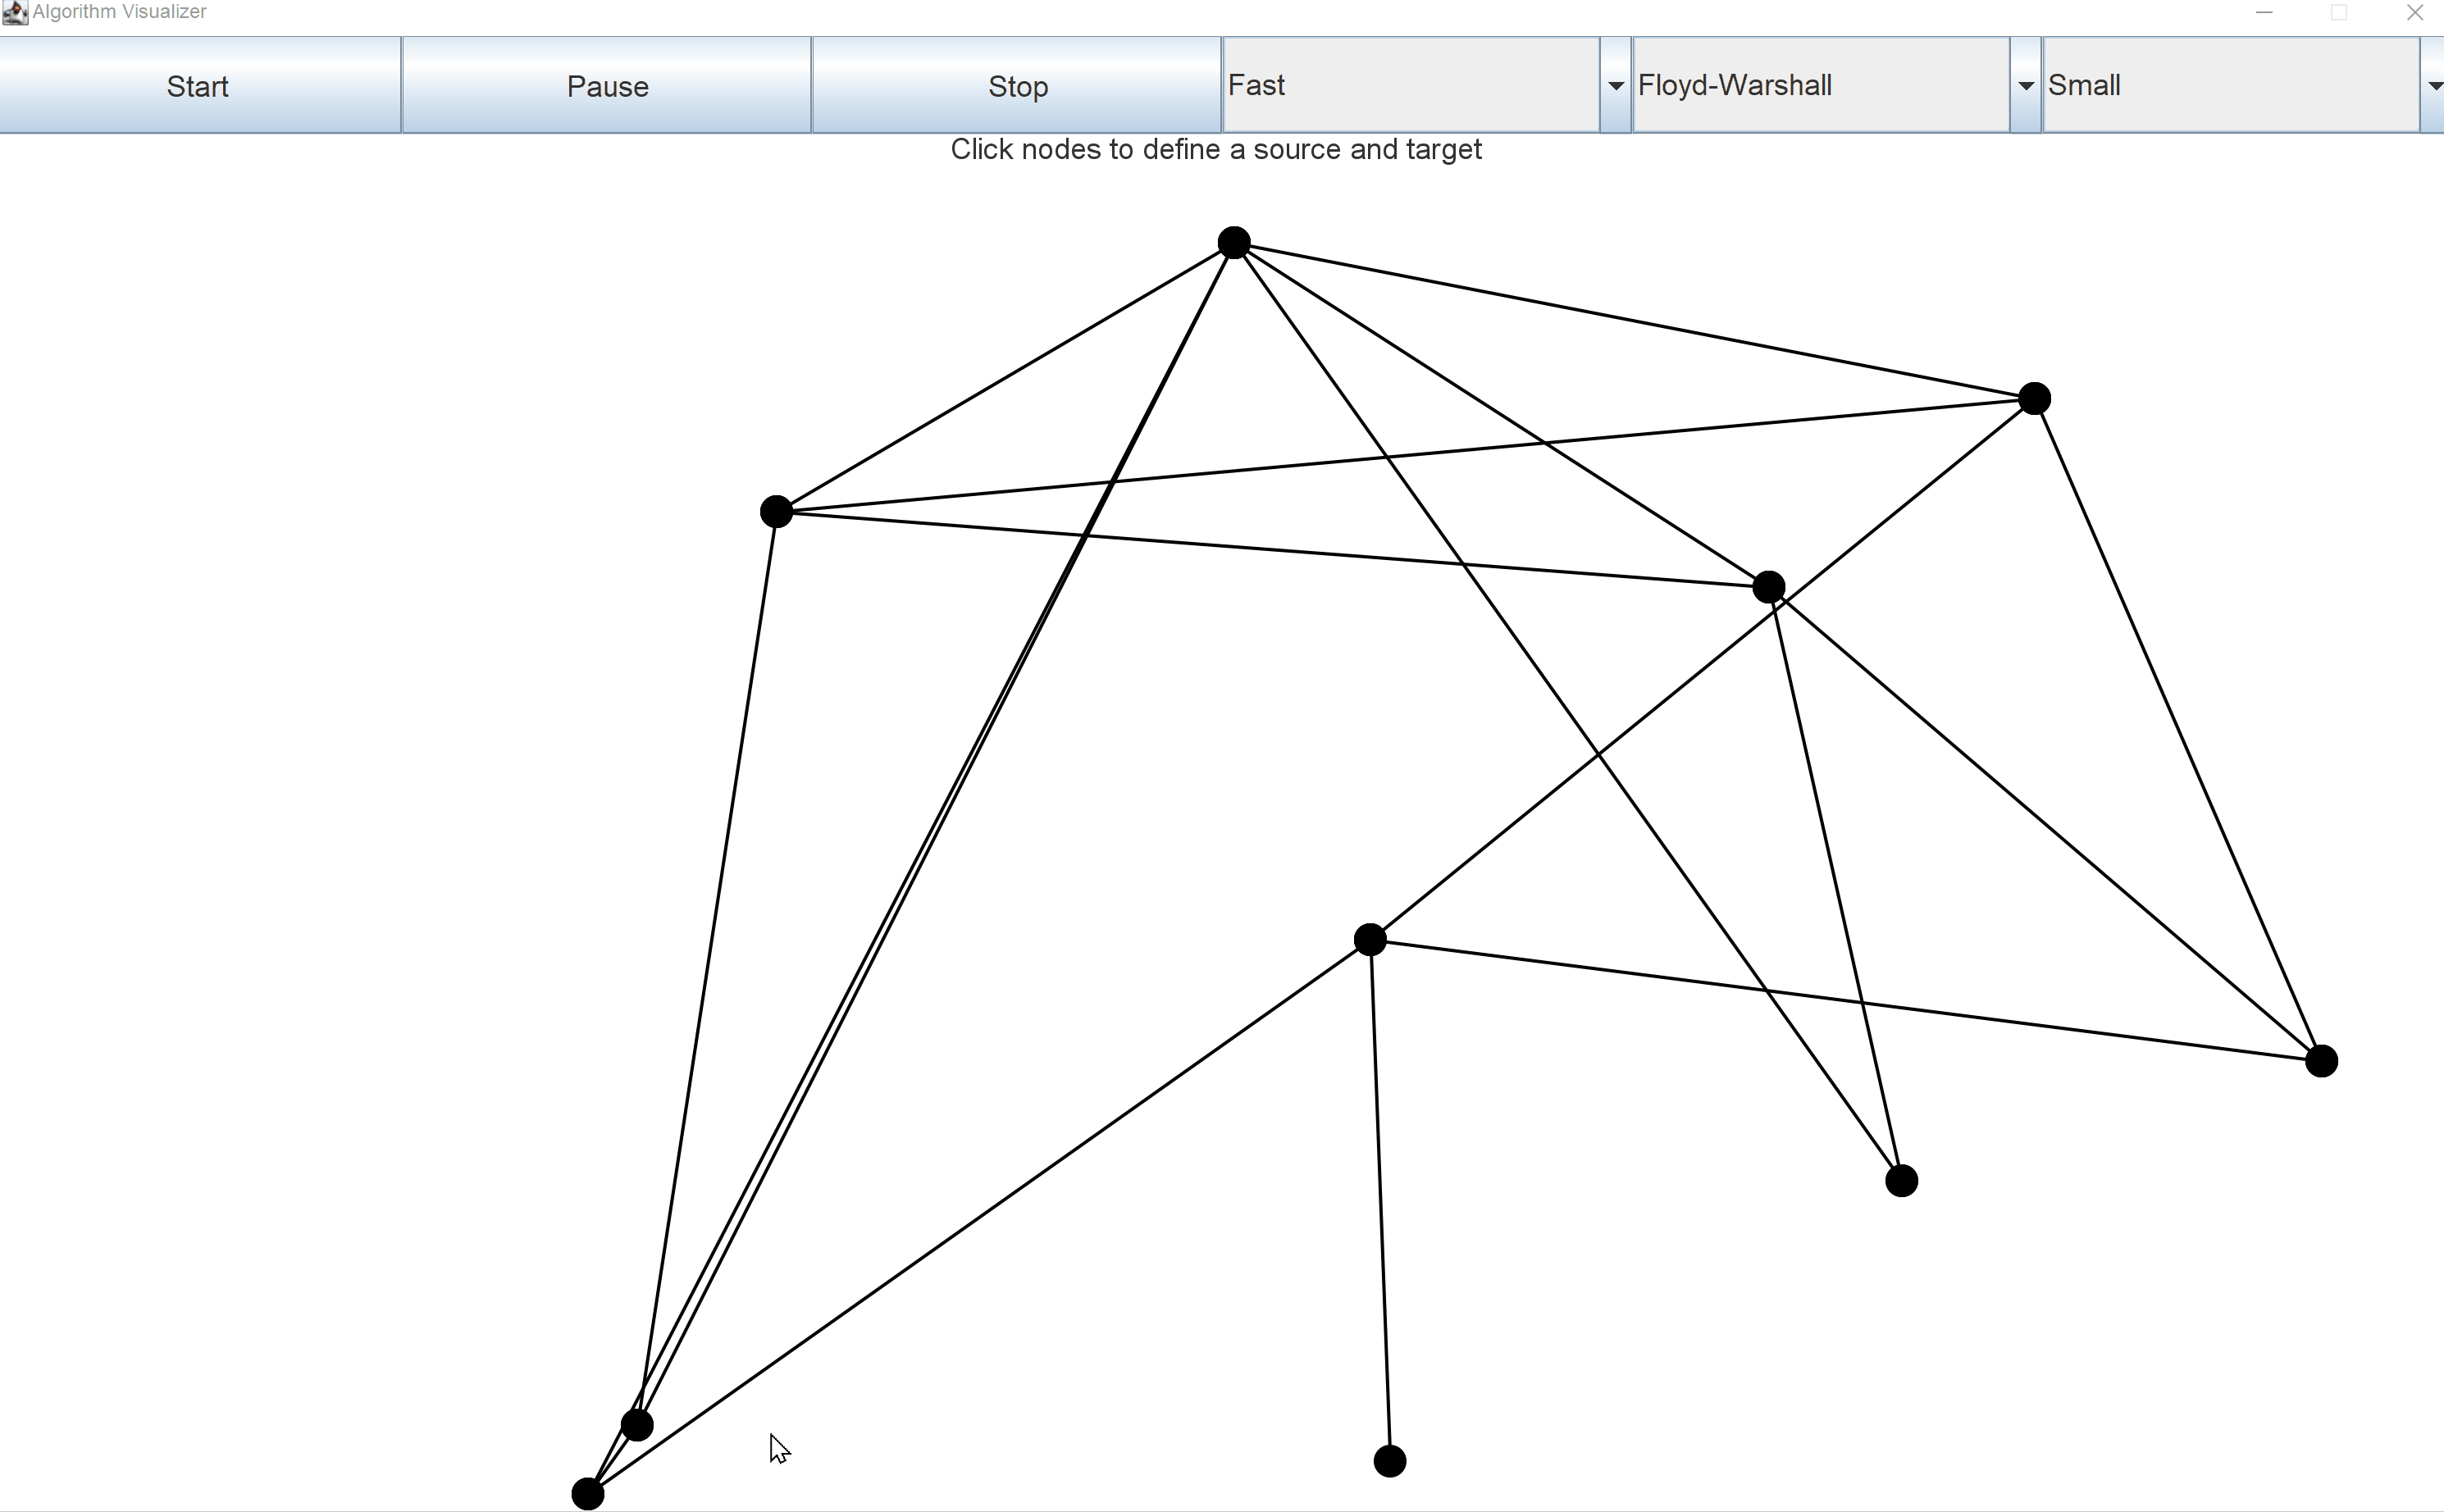 Algorithm Visualizer
Start Pause Stop Fast Floyd-Warshall Small
Click nodes to define a source and target